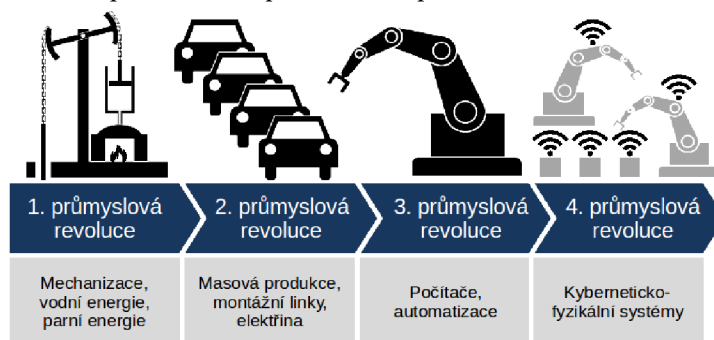 1. průmyslová
revoluce
2. průmyslová
revoluce
3. průmyslová
revoluce
4. průmyslová
revoluce
Mechanizace,
vodní energie,
parní energie
Masová produkce,
montážní linky,
elektřina
Počítače,
automatizace
Kyberneticko-
fyzikální systémy